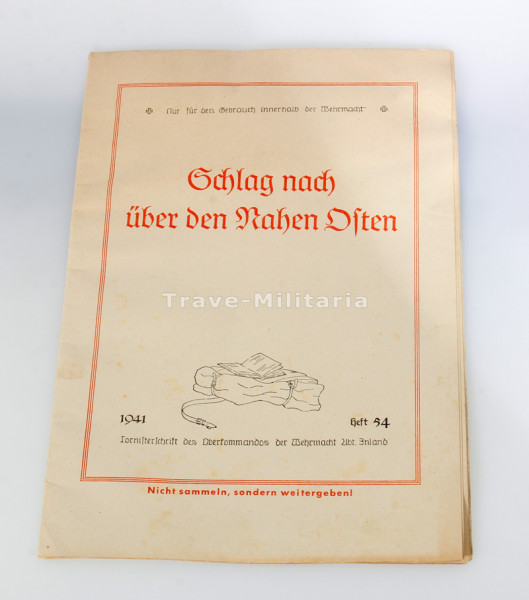 Nur für den Gebrauch innerhalb der Wehrmacht
Schlag nach
über den Nahen Osten
Trave-Militaria
1941
Heft 54
Tornisterschrift des Oberkommandos der Wehrmacht Abt. Inland
Nicht sammeln, sondern weitergeben!